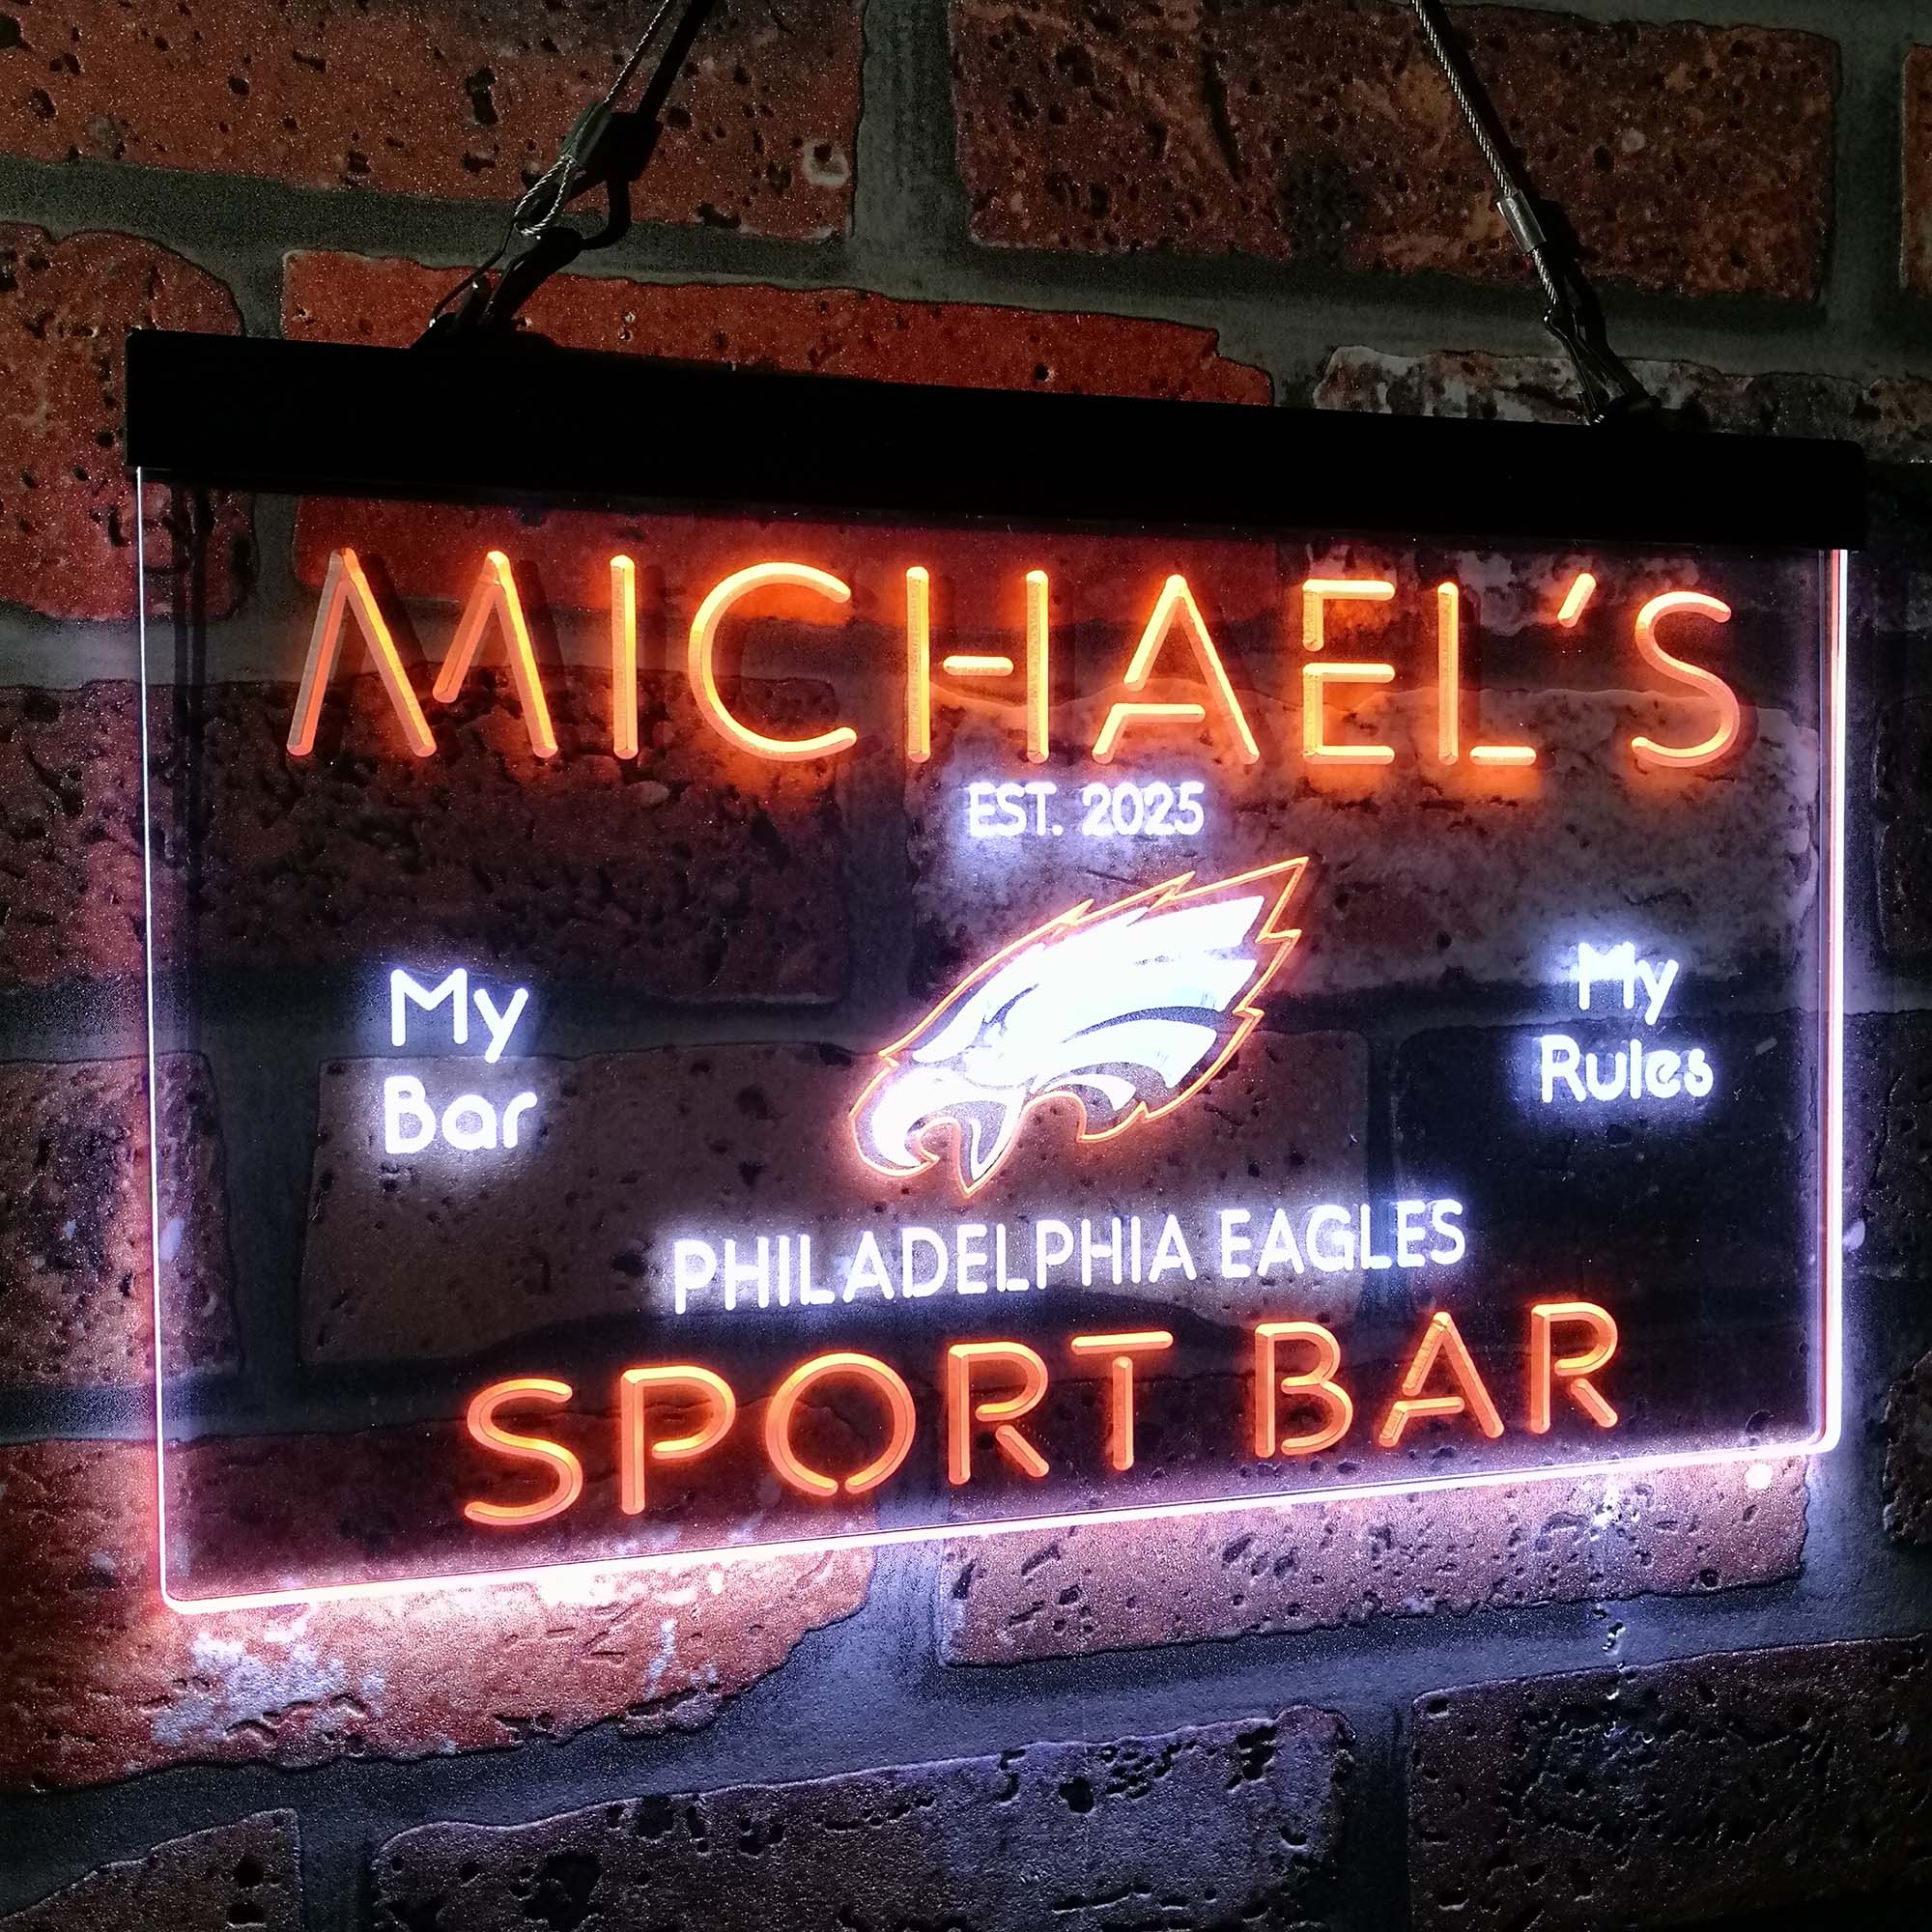 MICHAEL'S
EST. 2025
My
Bar
My
Rules
PHILADELPHIA EAGLES
SPORT BAR